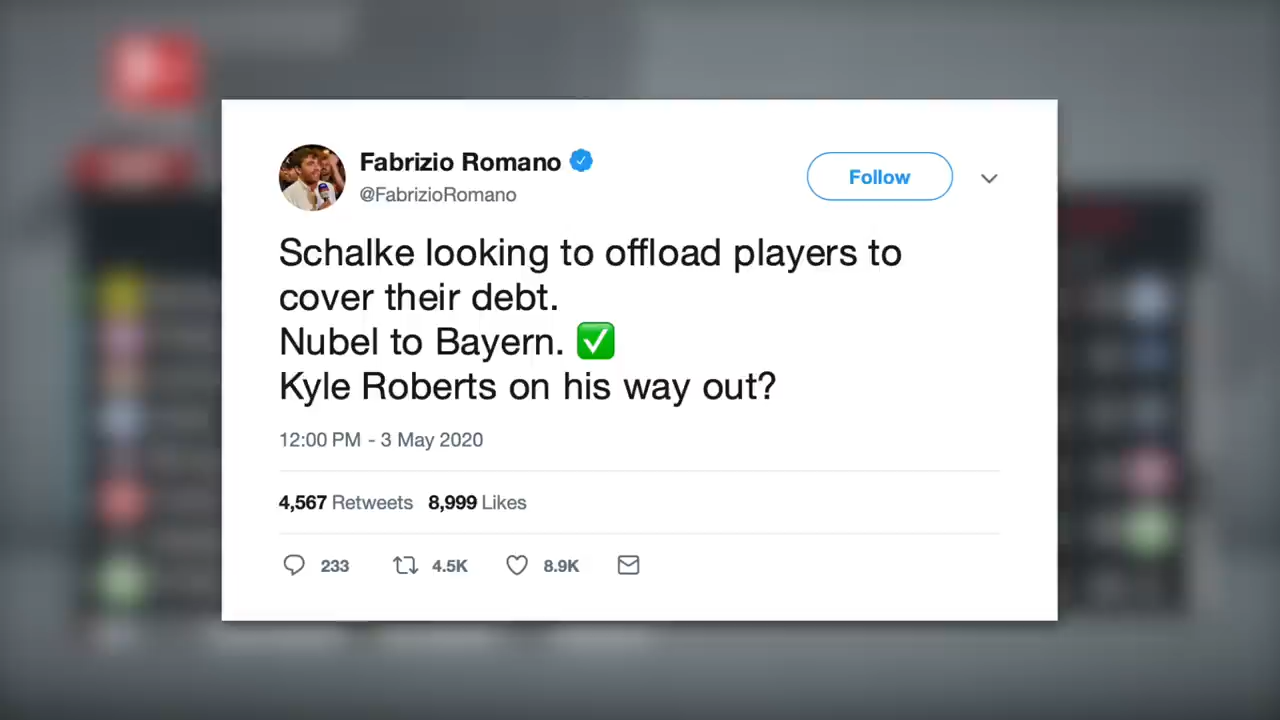 Fabrizio Romano
@FabrizioRomano
Follow
Schalke looking to offload players to
cover their debt.
Nubel to Bayern. ✅
Kyle Roberts on his way out?
12:00 PM - 3 May 2020
4,567 Retweets 8,999 Likes
233 4.5K 8.9K